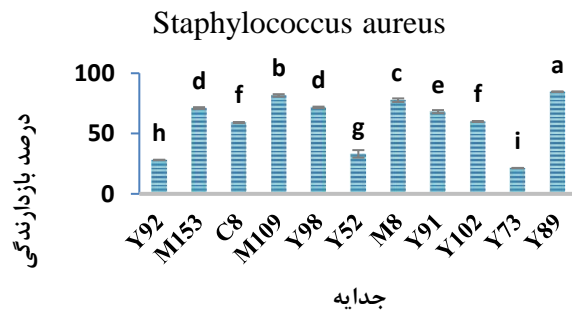 Staphylococcus aureus
درصد بازدارندگی
100
50
0
h d f b d g c e f i a
Y92 M153 C8 M109 Y98 Y52 M8 Y91 Y102 Y73 Y89
جدایه